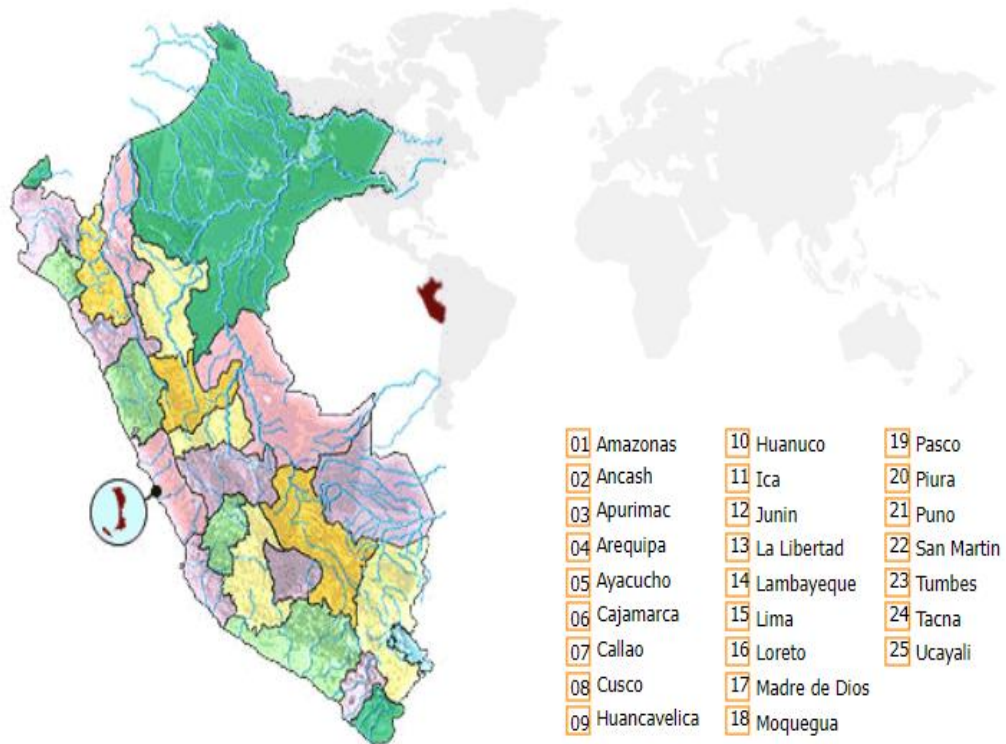 01 Amazonas
02 Ancash
03 Apurimac
04 Arequipa
05 Ayacucho
06 Cajamarca
07 Callao
08 Cusco
09 Huancavelica
10 Huanuco
11 Ica
12 Junin
13 La Libertad
14 Lambayeque
15 Lima
16 Loreto
17 Madre de Dios
18 Moquegua
19 Pasco
20 Piura
21 Puno
22 San Martin
23 Tumbes
24 Tacna
25 Ucayali